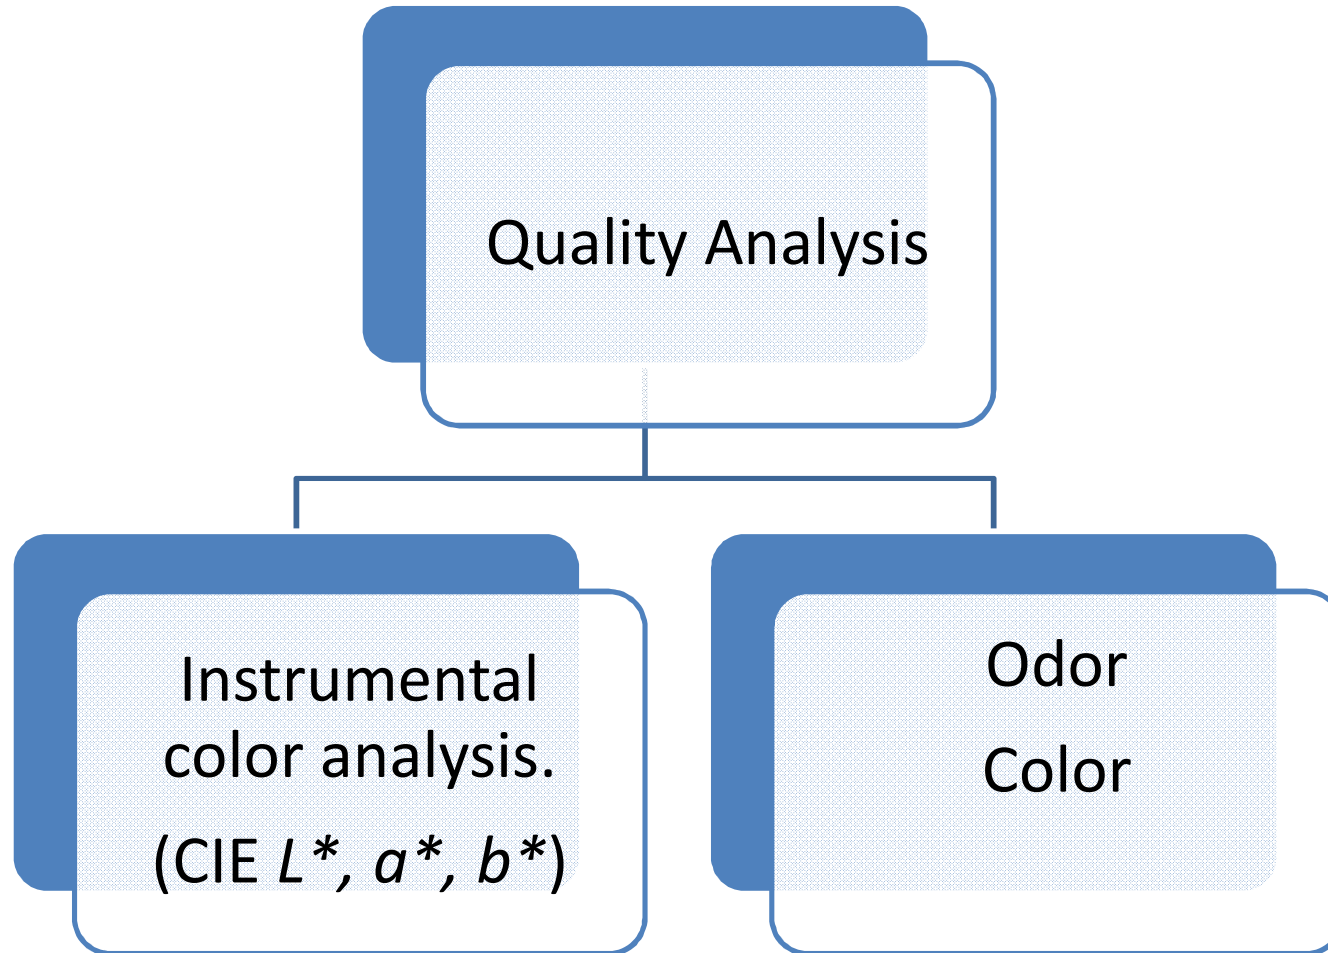 Quality Analysis
Instrumental
color analysis.
(CIE L*, a*, b*)
Odor
Color